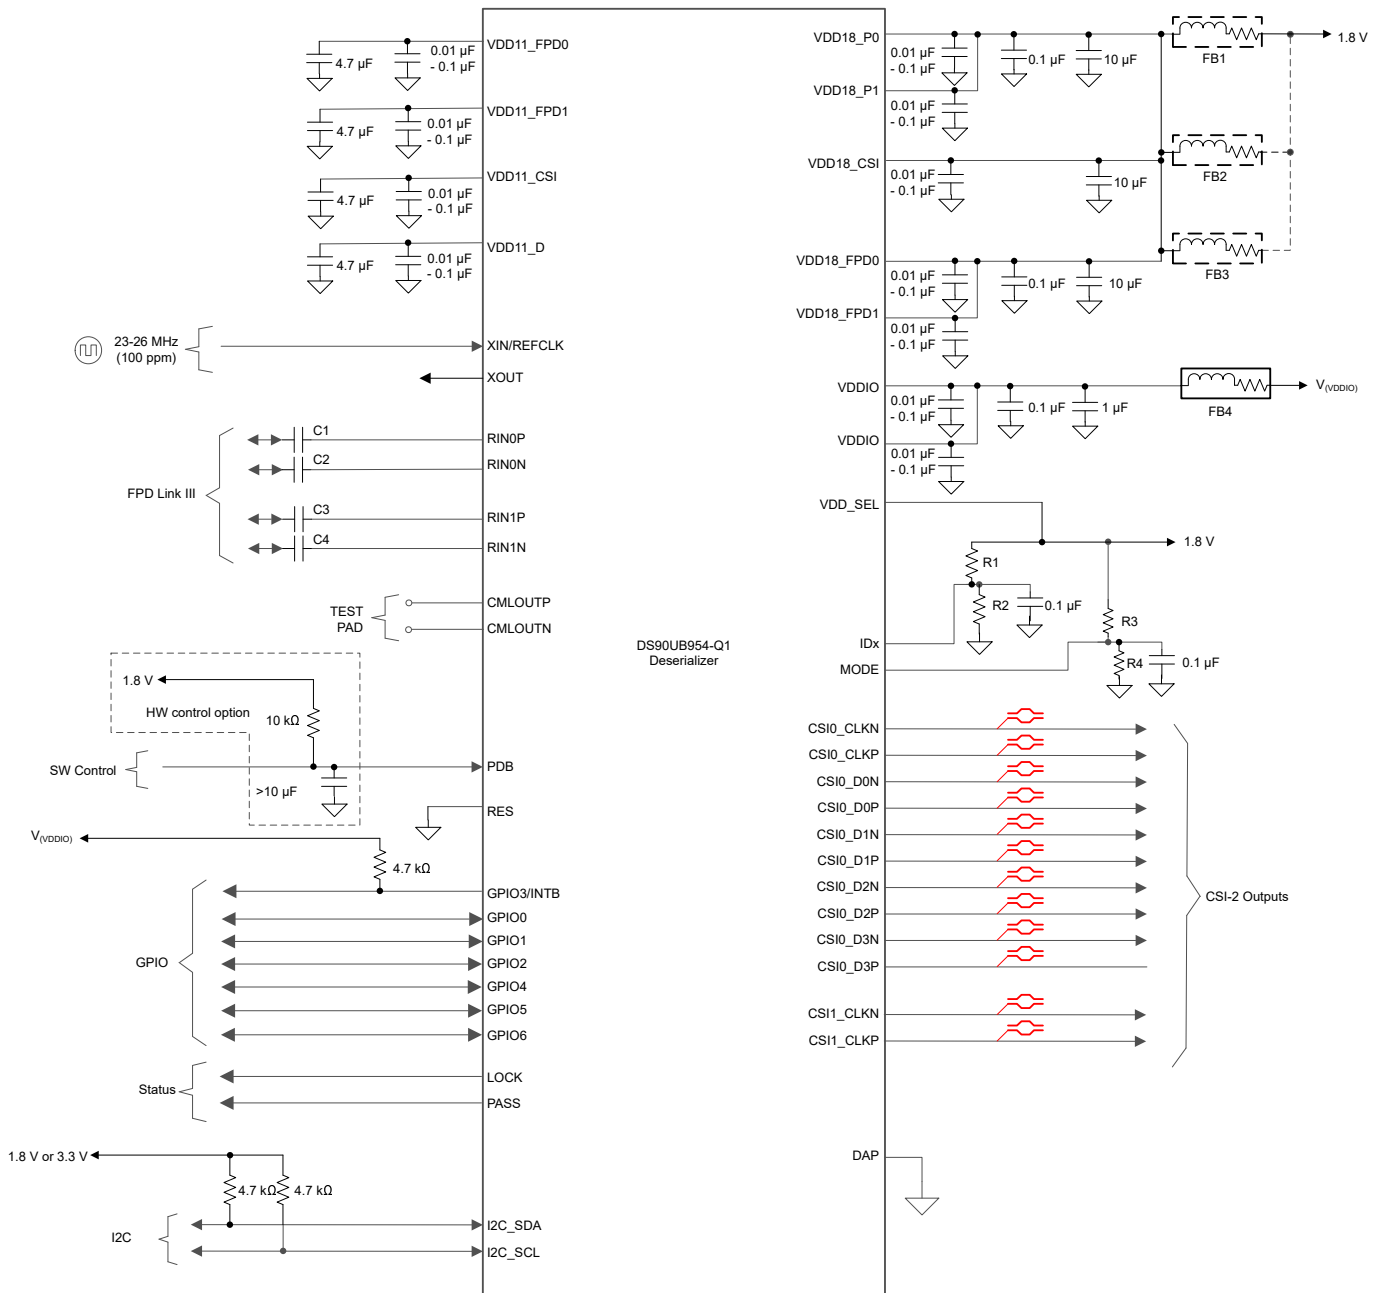 VDD11_FPD0
0.01 µF
- 0.1 µF
4.7 µF
VDD11_FPD1
0.01 µF
- 0.1 µF
4.7 µF
VDD11_CSI
0.01 µF
- 0.1 µF
4.7 µF
VDD11_D
0.01 µF
- 0.1 µF
4.7 µF
23-26 MHz
(100 ppm)
XIN/REFCLK
XOUT
FPD Link III
C1
RIN0P
C2
RIN0N
C3
RIN1P
C4
RIN1N
TEST
PAD
CMLOUTP
CMLOUTN
1.8 V
HW control option
10 kΩ
SW Control
PDB
>10 µF
RES
V(VDDIO)
4.7 kΩ
GPIO3/INTB
GPIO0
GPIO1
GPIO
GPIO2
GPIO4
GPIO5
GPIO6
Status
LOCK
PASS
1.8 V or 3.3 V
4.7 kΩ
4.7 kΩ
I2C
I2C_SDA
I2C_SCL
DS90UB954-Q1
Deserializer
VDD18_P0
0.01 µF
- 0.1 µF
0.1 µF
10 µF
FB1
1.8 V
VDD18_P1
0.01 µF
- 0.1 µF
VDD18_CSI
0.01 µF
- 0.1 µF
10 µF
FB2
VDD18_FPD0
0.01 µF
- 0.1 µF
0.1 µF
10 µF
FB3
VDD18_FPD1
0.01 µF
- 0.1 µF
VDDIO
0.01 µF
- 0.1 µF
0.1 µF
1 µF
FB4
V(VDDIO)
VDDIO
0.01 µF
- 0.1 µF
VDD_SEL
1.8 V
R1
R2
0.1 µF
R3
IDx
MODE
R4
0.1 µF
CSI0_CLKN
CSI0_CLKP
CSI0_D0N
CSI0_D0P
CSI0_D1N
CSI0_D1P
CSI0_D2N
CSI0_D2P
CSI0_D3N
CSI0_D3P
CSI1_CLKN
CSI1_CLKP
CSI-2 Outputs
DAP